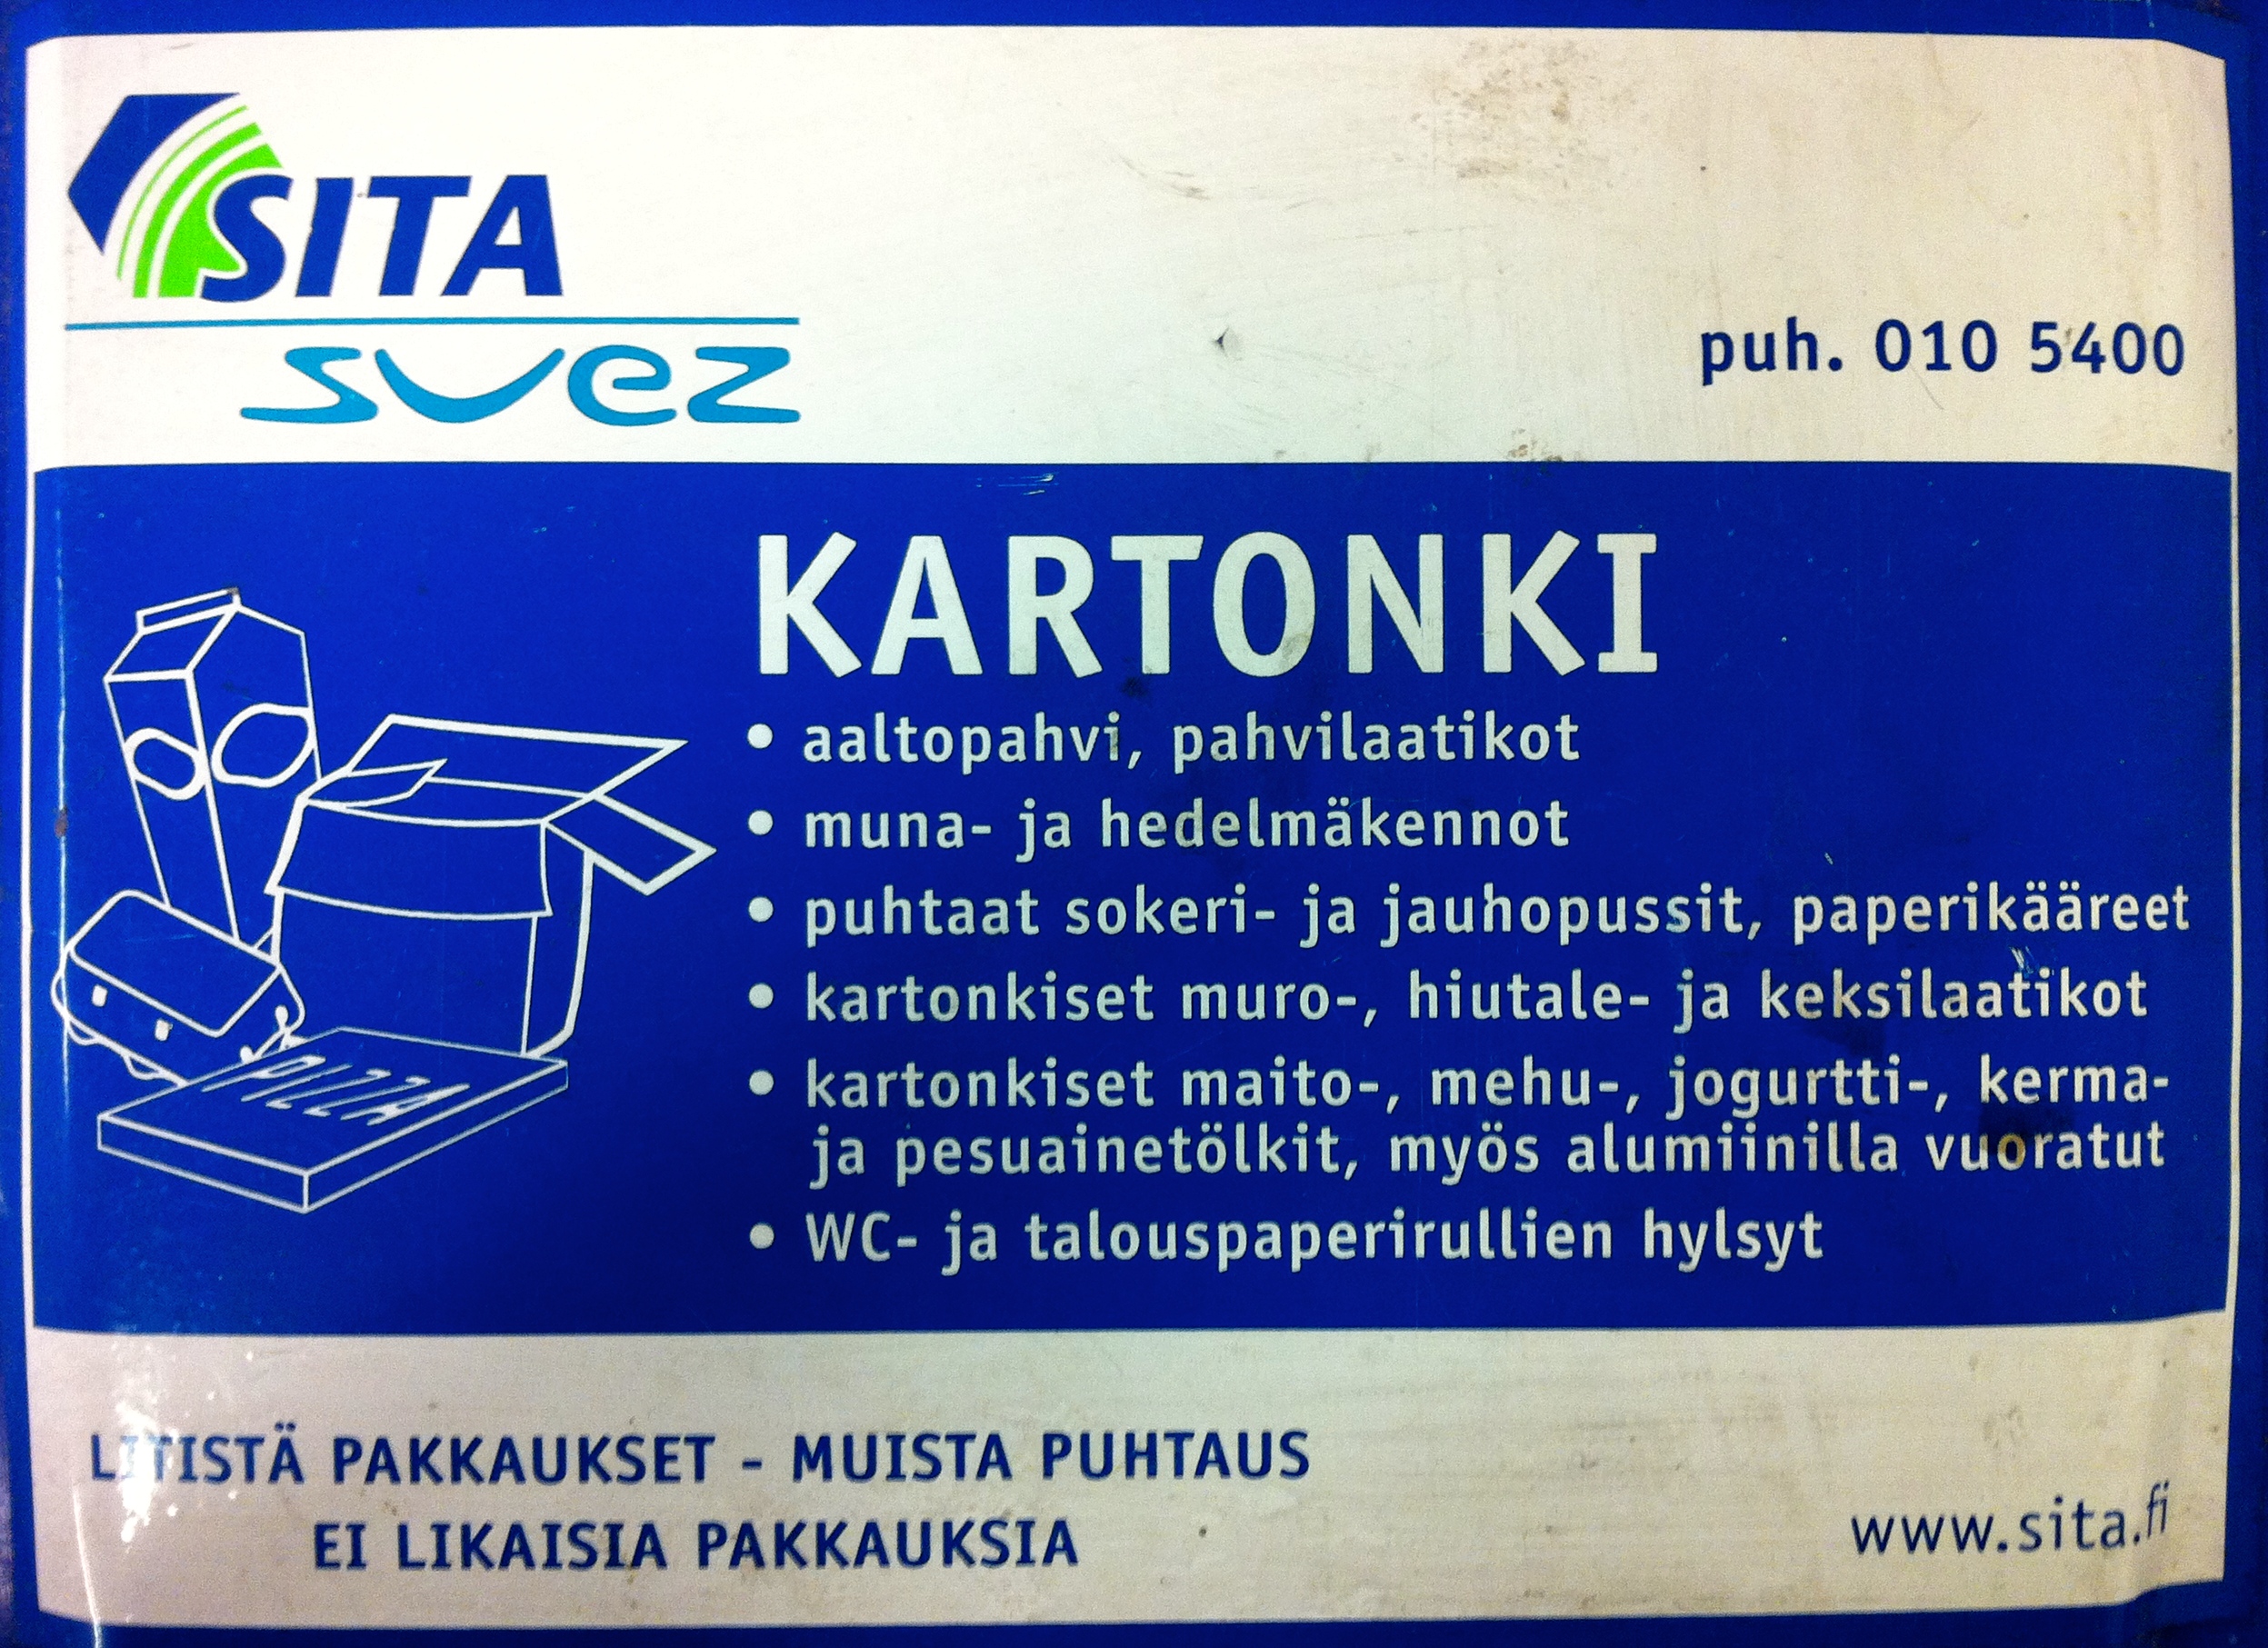 SITA
suez
puh. 010 5400
KARTONKI
• aaltopahvi, pahvilaatikot
• muna- ja hedelmäkennot
• puhtaat sokeri- ja jauhopussit, paperikääreet
• kartonkiset muro-, hiutale- ja keksilaatikot
• kartonkiset maito-, mehu-, jogurtti-, kerma-
ja pesuainetölkit, myös alumiinilla vuoratut
• WC- ja talouspaperirullien hylsyt
PIZZA
LITISTÄ PAKKAUKSET - MUISTA PUHTAUS
EI LIKAISIA PAKKAUKSIA
www.sita.fi